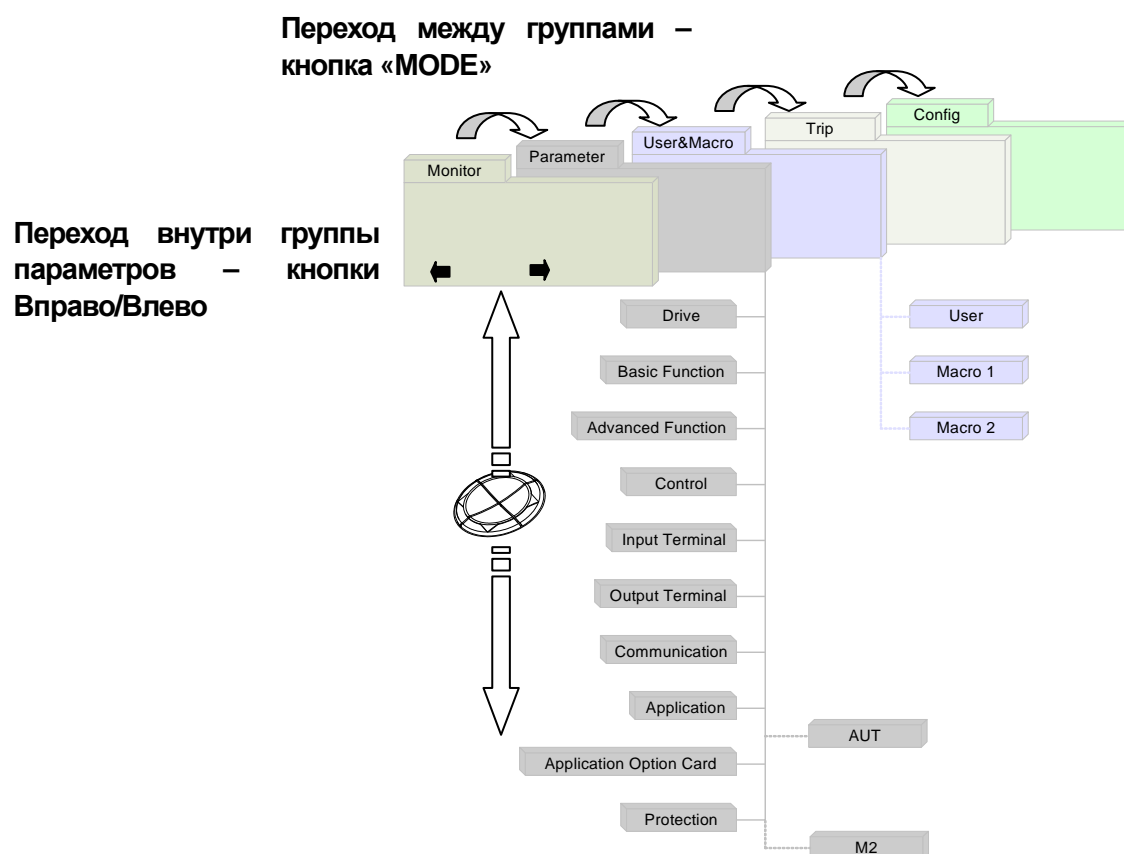 Переход между группами –
кнопка «MODE»
Config
Trip
User&Macro
Parameter
Monitor
Переход внутри группы
параметров – кнопки
Вправо/Влево
Drive
User
Basic Function
Macro 1
Advanced Function
Macro 2
Control
Input Terminal
Output Terminal
Communication
Application
AUT
Application Option Card
Protection
M2